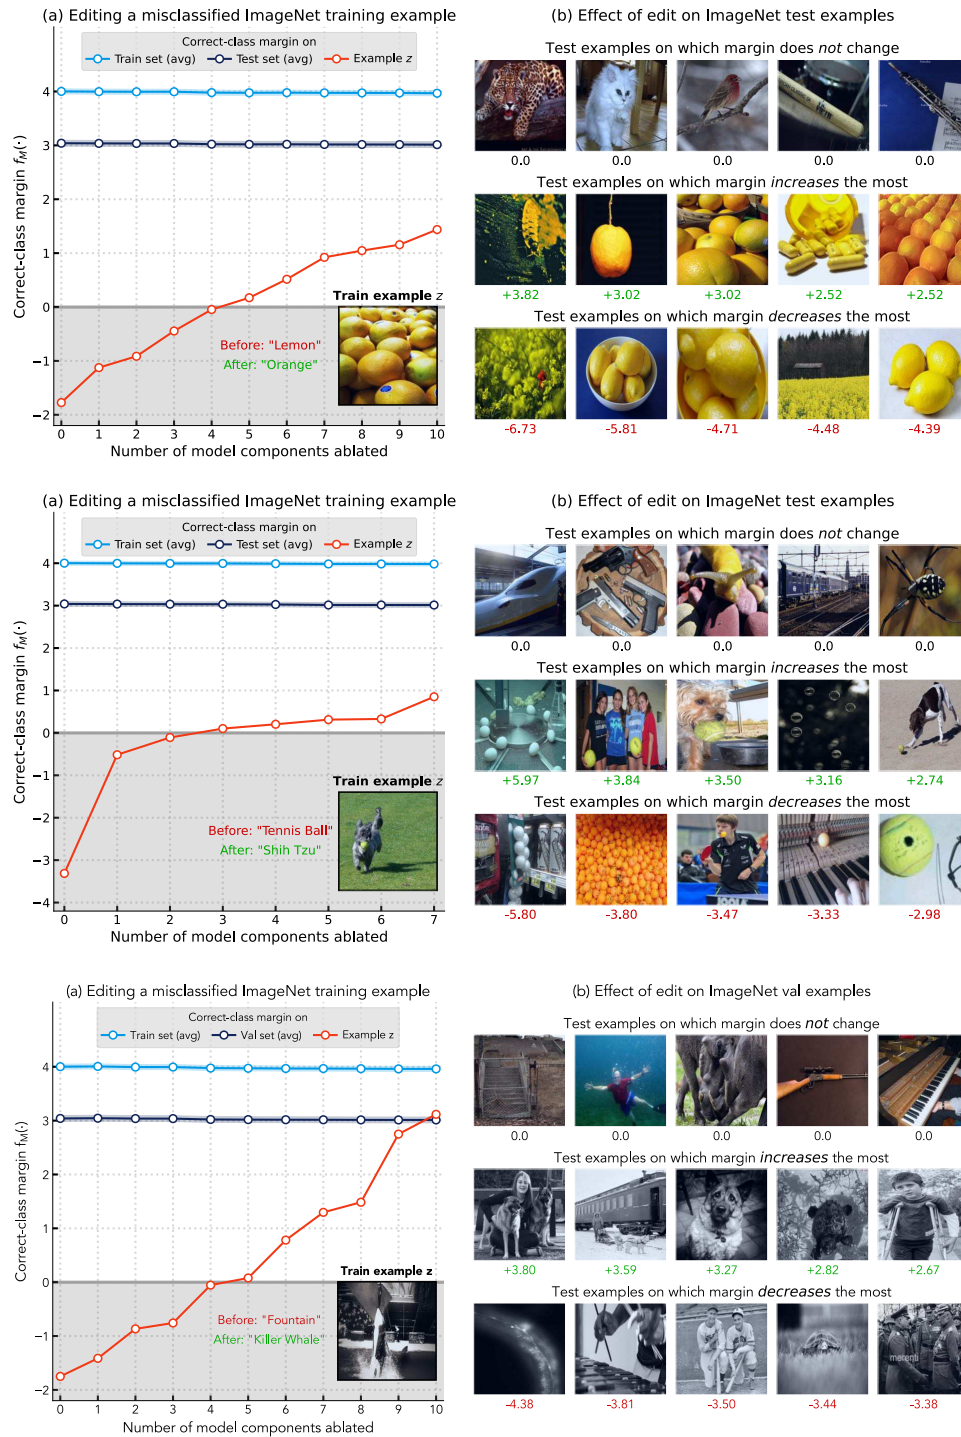 (a) Editing a misclassified ImageNet training example
Correct-class margin on
Train set (avg) Test set (avg) Example z
Correct-class margin f_M(·)
4
3
2
1
0
−1
−2
Train example z
Before: "Lemon"
After: "Orange"
0 1 2 3 4 5 6 7 8 9 10
Number of model components ablated
(b) Effect of edit on ImageNet test examples
Test examples on which margin does not change
0.0 0.0 0.0 0.0 0.0
Test examples on which margin increases the most
+3.82 +3.02 +3.02 +2.52 +2.52
Test examples on which margin decreases the most
-6.73 -5.81 -4.71 -4.48 -4.39
(a) Editing a misclassified ImageNet training example
Correct-class margin on
Train set (avg) Test set (avg) Example z
Correct-class margin f_M(·)
4
3
2
1
0
−1
−2
−3
−4
Train example z
Before: "Tennis Ball"
After: "Shih Tzu"
0 1 2 3 4 5 6 7
Number of model components ablated
(b) Effect of edit on ImageNet test examples
Test examples on which margin does not change
0.0 0.0 0.0 0.0 0.0
Test examples on which margin increases the most
+5.97 +3.84 +3.50 +3.16 +2.74
Test examples on which margin decreases the most
-5.80 -3.80 -3.47 -3.33 -2.98
(a) Editing a misclassified ImageNet training example
Correct-class margin on
Train set (avg) Val set (avg) Example z
Correct-class margin f_M(·)
4
3
2
1
0
−1
−2
Train example z
Before: "Fountain"
After: "Killer Whale"
0 1 2 3 4 5 6 7 8 9 10
Number of model components ablated
(b) Effect of edit on ImageNet val examples
Test examples on which margin does not change
0.0 0.0 0.0 0.0 0.0
Test examples on which margin increases the most
+3.80 +3.59 +3.27 +2.82 +2.67
Test examples on which margin decreases the most
-4.38 -3.81 -3.50 -3.44 -3.38